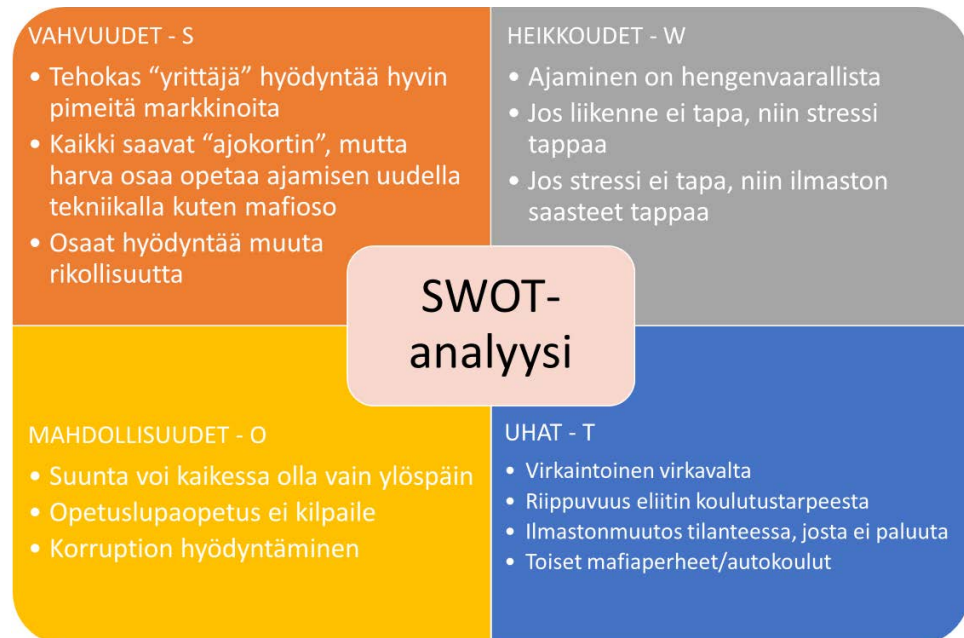 VAHVUUDET - S
• Tehokas “yrittäjä” hyödyntää hyvin
pimeitä markkinoita
• Kaikki saavat “ajokortin”, mutta
harva osaa opetaa ajamisen uudella
tekniikalla kuten mafioso
• Osaat hyödyntää muuta
rikollisuutta
HEIKKOUDET - W
• Ajaminen on hengenvaarallista
• Jos liikenne ei tapa, niin stressi
tappaa
• Jos stressi ei tapa, niin ilmaston
saasteet tappaa
SWOT-
analyysi
MAHDOLLISUUDET - O
• Suunta voi kaikessa olla vain ylöspäin
• Opetuslupaopetus ei kilpaile
• Korruption hyödyntäminen
UHAT - T
• Virkaintoinen virkavalta
• Riippuvuus eliitin koulutustarpeesta
• Ilmastonmuutos tilanteessa, josta ei paluuta
• Toiset mafiaperheet/autokoulut